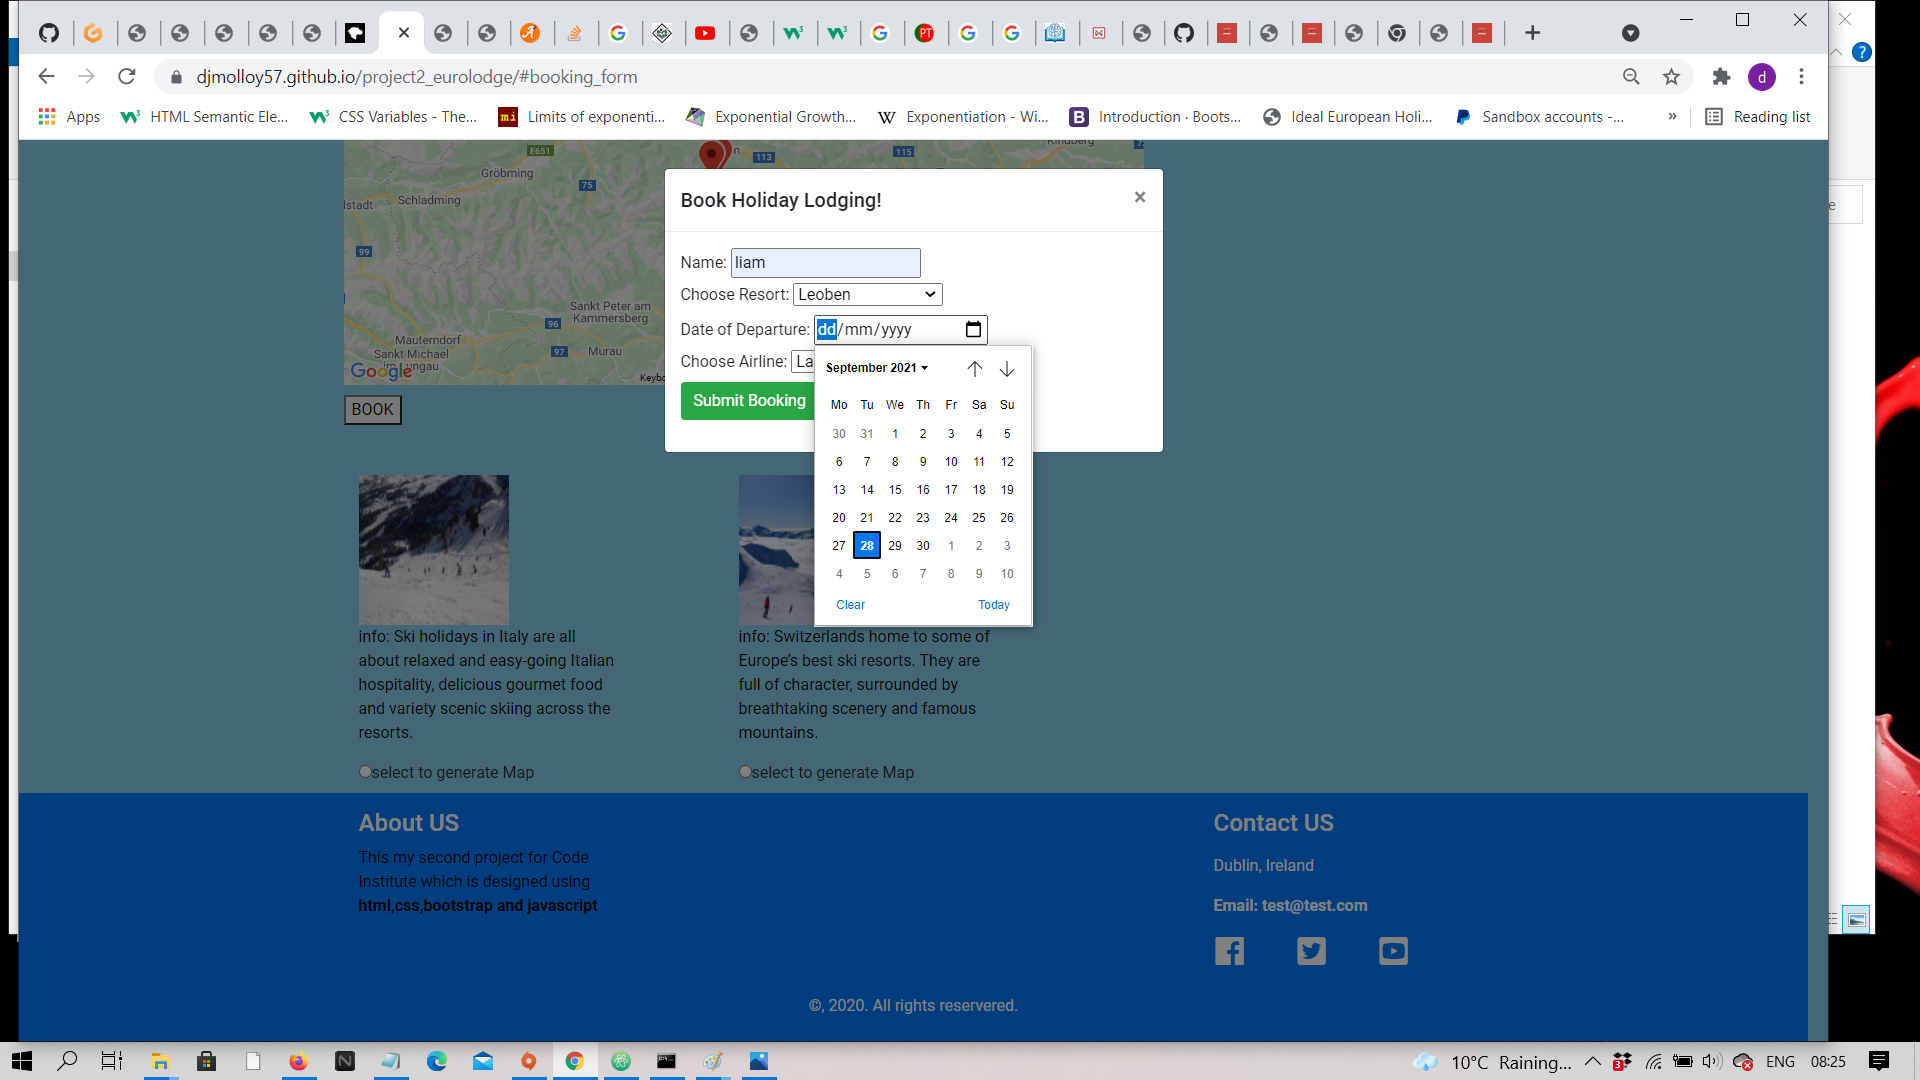 djmolloy57.github.io/project2_eurolodge/#booking_form
d
Apps
HTML Semantic Ele...
CSS Variables - The...
Limits of exponenti...
Exponential Growth...
Exponentiation - Wi...
Introduction · Boots...
Ideal European Holi...
Sandbox accounts -...
»
Reading list
E651
113
115
Gröbming
75
Schladming
lstadt
99
Sankt Peter am
Kammersberg
96
Mauterndorf
97
Murau
Sankt Michael
Google
Keybo
BOOK
Book Holiday Lodging!
×
Name: liam
Choose Resort: Leoben
Date of Departure: dd/mm/yyyy
Choose Airline: La
Submit Booking
September 2021
Mo Tu We Th Fr Sa Su
30 31 1 2 3 4 5
6 7 8 9 10 11 12
13 14 15 16 17 18 19
20 21 22 23 24 25 26
27 28 29 30 1 2 3
4 5 6 7 8 9 10
Clear Today
info: Ski holidays in Italy are all
about relaxed and easy-going Italian
hospitality, delicious gourmet food
and variety scenic skiing across the
resorts.
select to generate Map
info: Switzerlands home to some of
Europe's best ski resorts. They are
full of character, surrounded by
breathtaking scenery and famous
mountains.
select to generate Map
About US
This my second project for Code
Institute which is designed using
html,css,bootstrap and javascript
Contact US
Dublin, Ireland
Email: test@test.com
©, 2020. All rights reservered.
10°C Raining... ENG 08:25